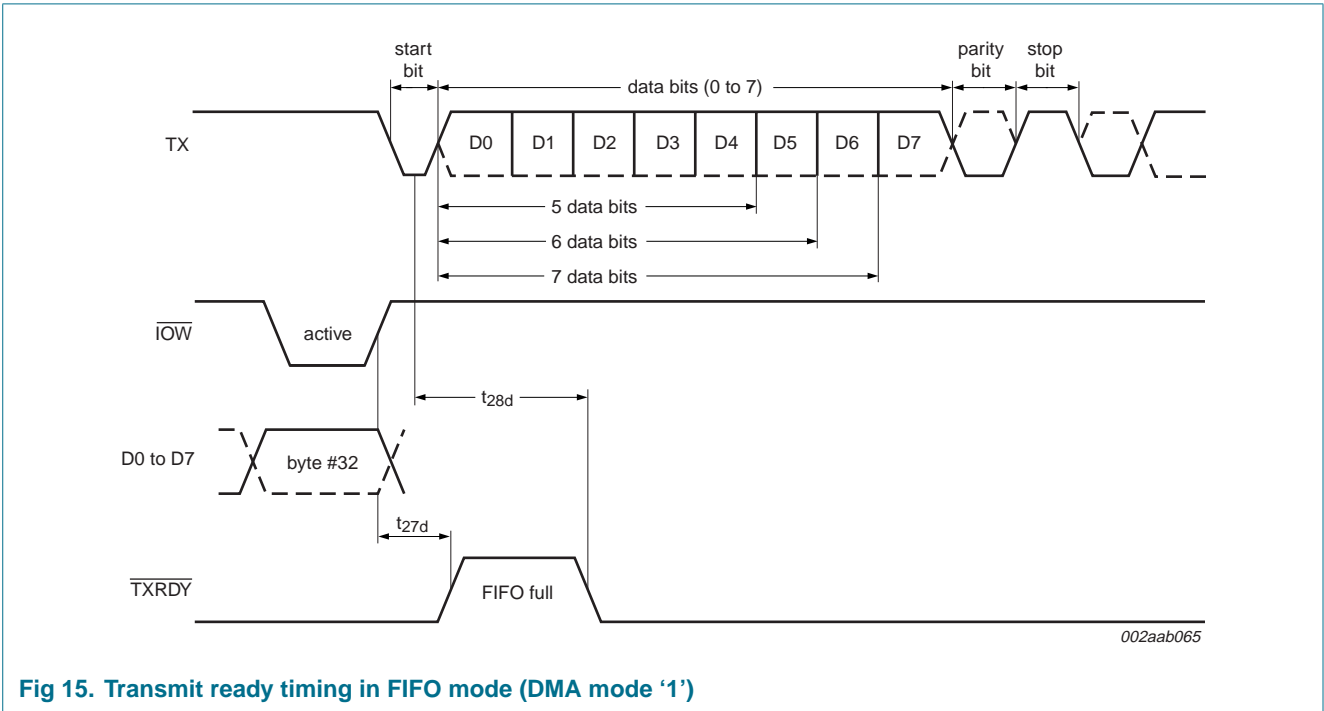 start
bit
data bits (0 to 7)
parity
bit
stop
bit
TX
D0 D1 D2 D3 D4 D5 D6 D7
5 data bits
6 data bits
7 data bits
IOW
active
t28d
D0 to D7
byte #32
t27d
TXRDY
FIFO full
002aab065
Fig 15. Transmit ready timing in FIFO mode (DMA mode ‘1’)